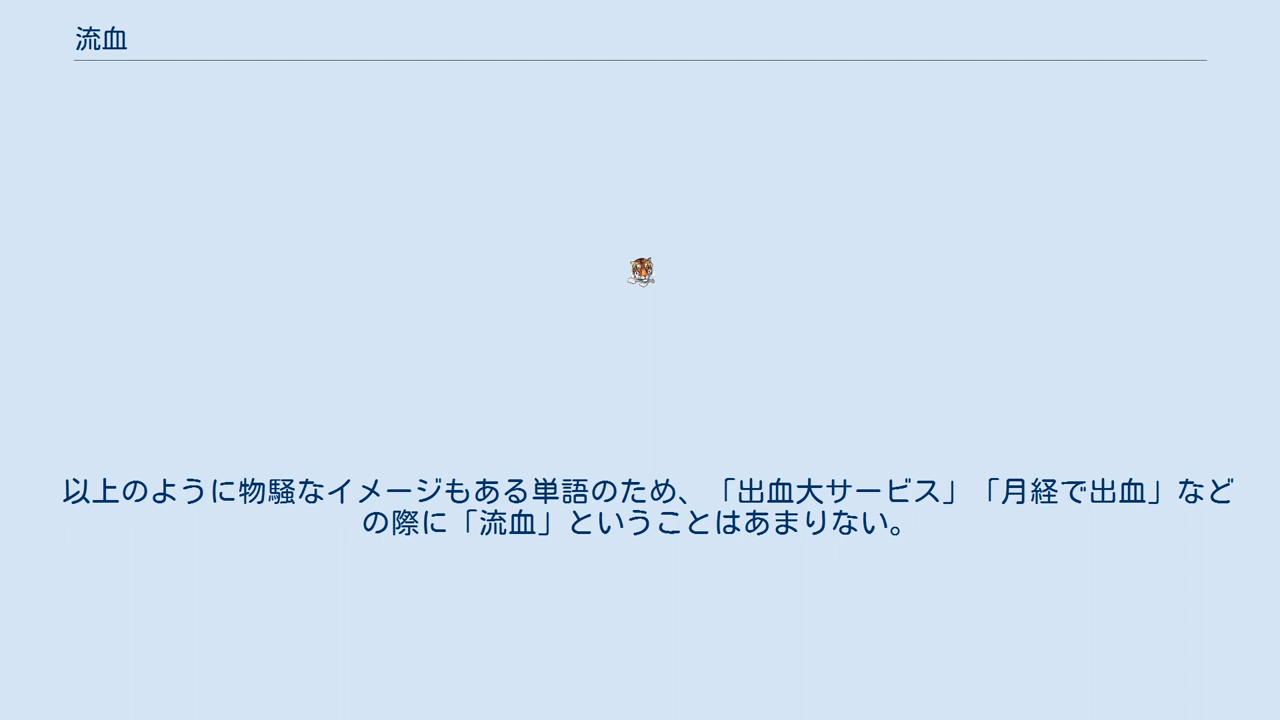 流血
以上のように物騒なイメージもある単語のため、「出血大サービス」「月経で出血」など
の際に「流血」ということはあまりない。